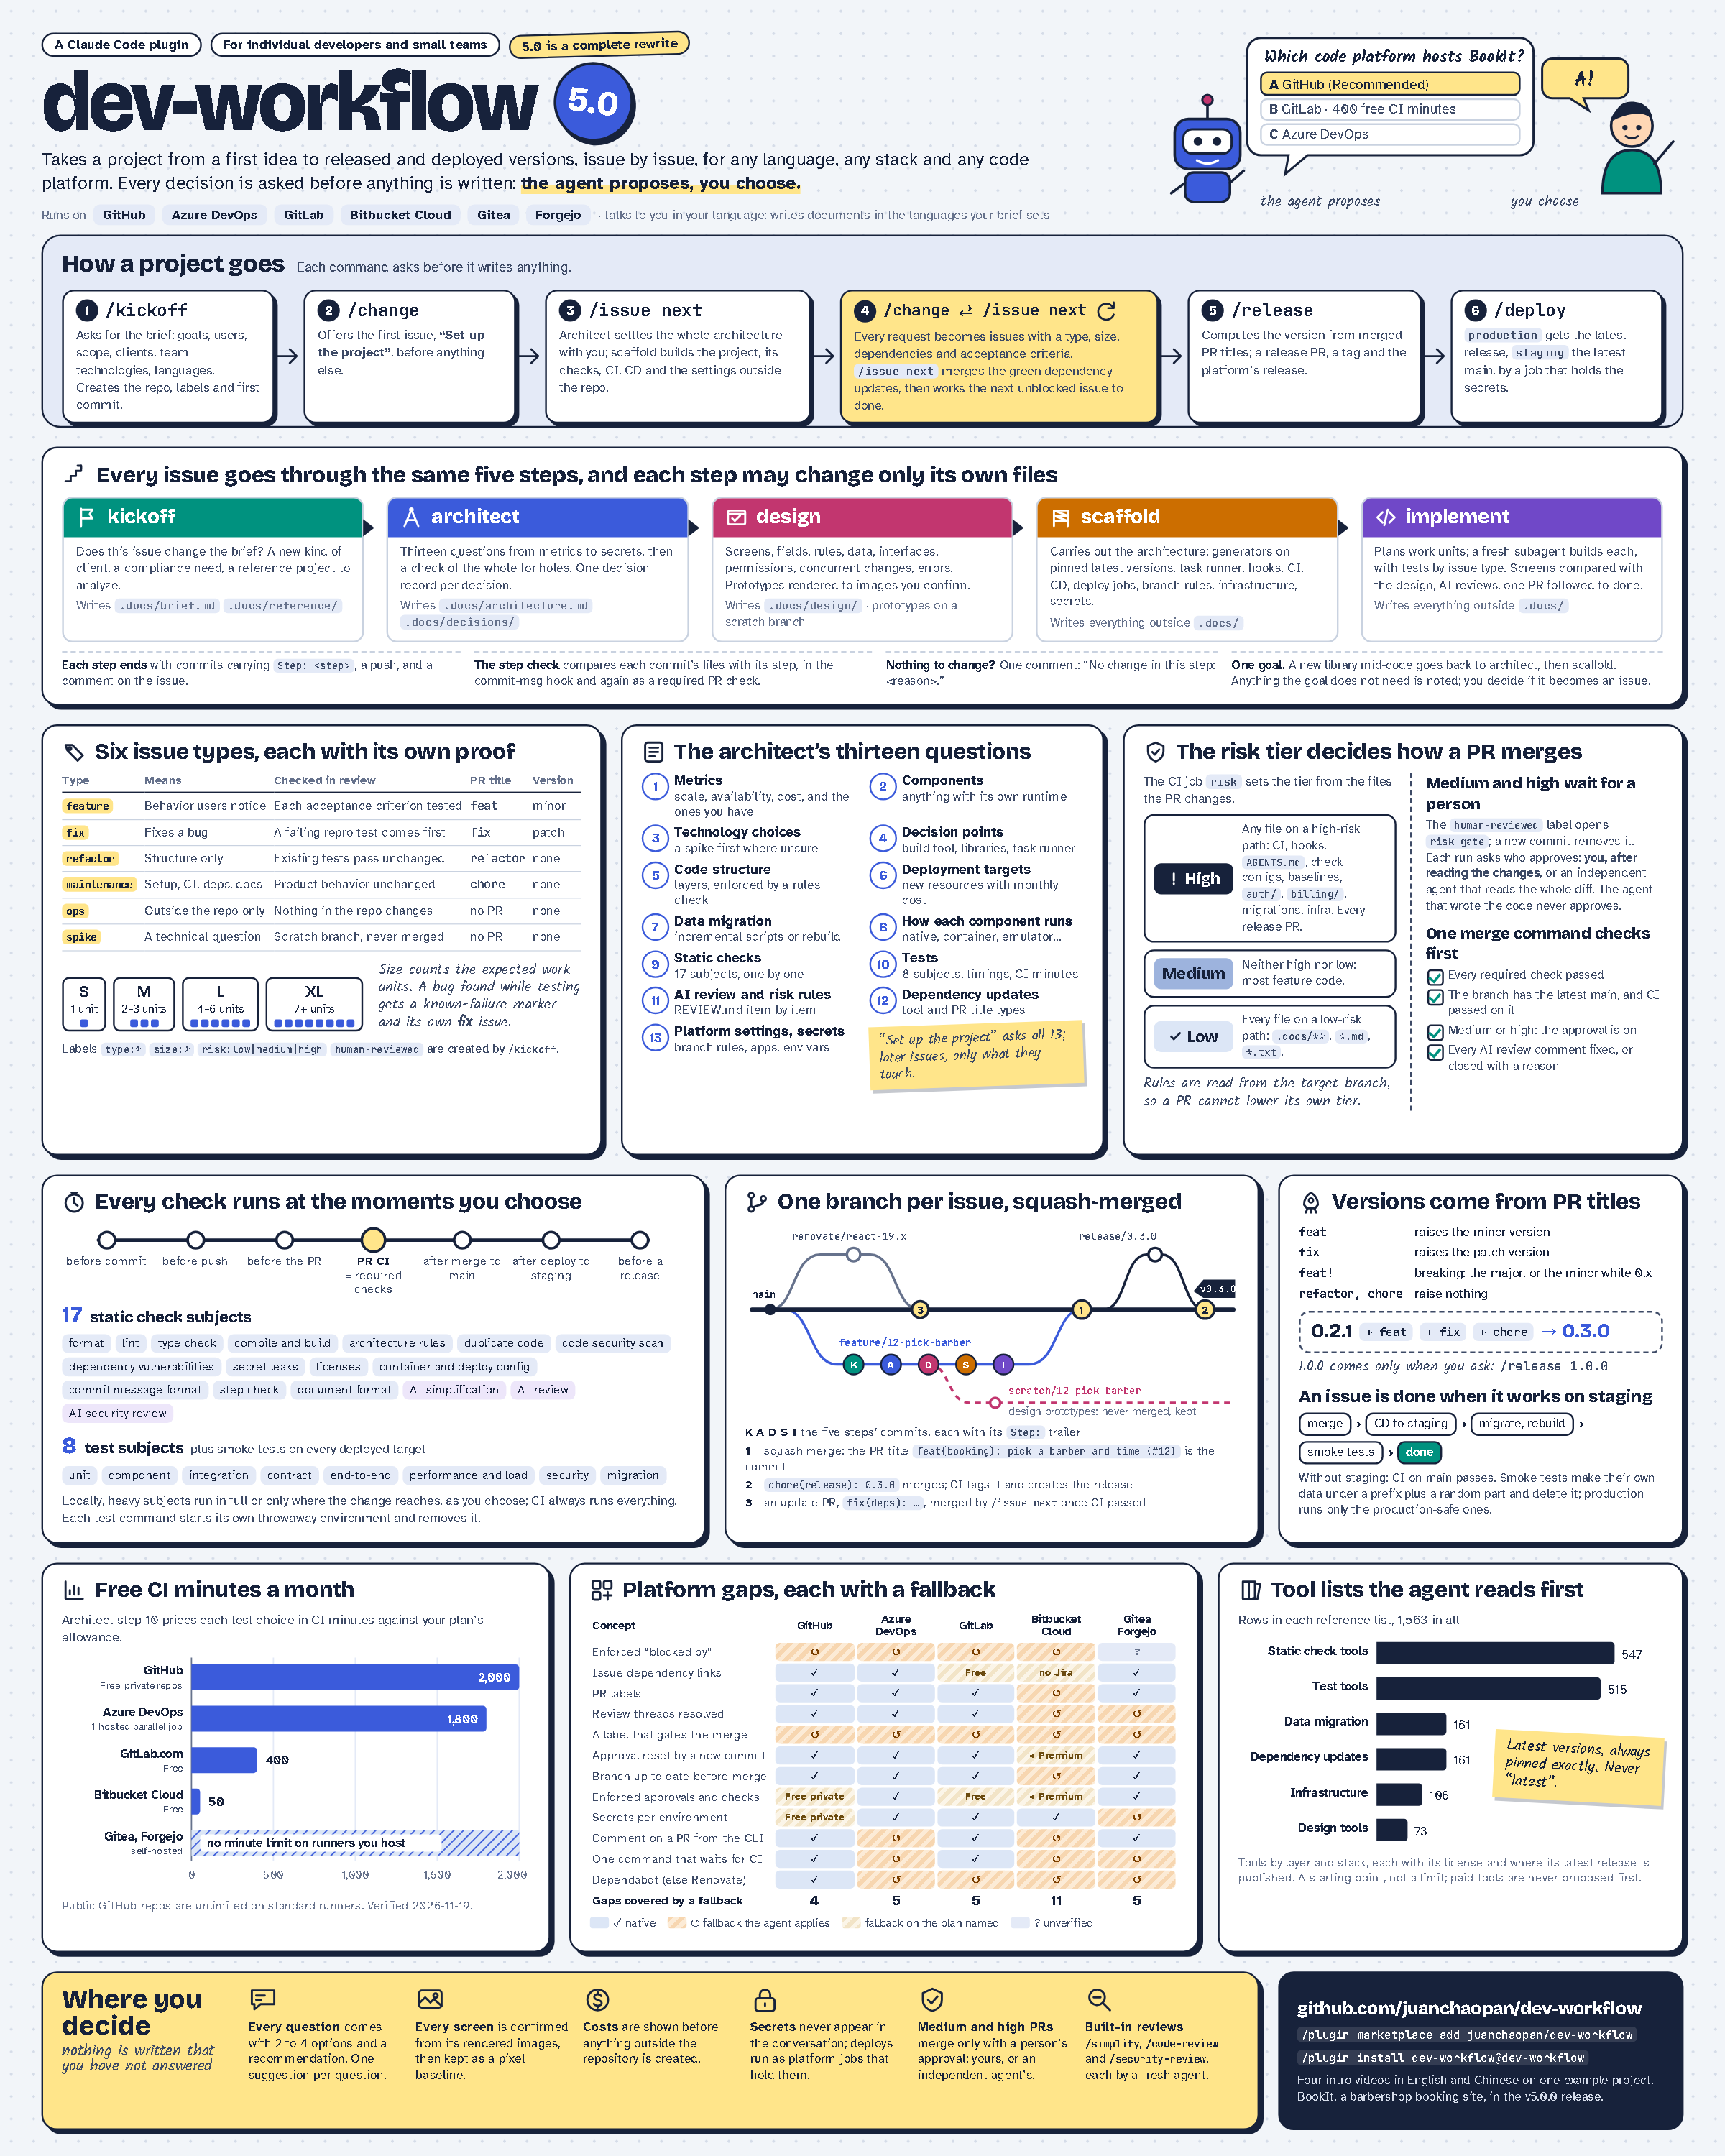 A Claude Code plugin
For individual developers and small teams
5.0 is a complete rewrite
dev-workflow
5.0
Takes a project from a first idea to released and deployed versions, issue by issue, for any language, any stack and any code
platform. Every decision is asked before anything is written: the agent proposes, you choose.
Runs on GitHub Azure DevOps GitLab Bitbucket Cloud Gitea Forgejo · talks to you in your language; writes documents in the languages your brief sets
Which code platform hosts BookIt?
A GitHub (Recommended)
B GitLab · 400 free CI minutes
C Azure DevOps
A!
the agent proposes
you choose
How a project goes Each command asks before it writes anything.
1 /kickoff
Asks for the brief: goals, users,
scope, clients, team
technologies, languages.
Creates the repo, labels and first
commit.
2 /change
Offers the first issue, “Set up
the project”, before anything
else.
3 /issue next
Architect settles the whole architecture
with you; scaffold builds the project, its
checks, CI, CD and the settings outside
the repo.
4 /change ⇄ /issue next
Every request becomes issues with a type, size,
dependencies and acceptance criteria.
/issue next merges the green dependency
updates, then works the next unblocked issue to
done.
5 /release
Computes the version from merged
PR titles; a release PR, a tag and the
platform's release.
6 /deploy
production gets the latest
release, staging the latest
main, by a job that holds the
secrets.
Every issue goes through the same five steps, and each step may change only its own files
kickoff
Does this issue change the brief? A new kind of
client, a compliance need, a reference project to
analyze.
Writes .docs/brief.md .docs/reference/
architect
Thirteen questions from metrics to secrets, then
a check of the whole for holes. One decision
record per decision.
Writes .docs/architecture.md
.docs/decisions/
design
Screens, fields, rules, data, interfaces,
permissions, concurrent changes, errors.
Prototypes rendered to images you confirm.
Writes .docs/design/ · prototypes on a
scratch branch
scaffold
Carries out the architecture: generators on
pinned latest versions, task runner, hooks, CI,
CD, deploy jobs, branch rules, infrastructure,
secrets.
Writes everything outside .docs/
implement
Plans work units; a fresh subagent builds each,
with tests by issue type. Screens compared with
the design, AI reviews, one PR followed to done.
Writes everything outside .docs/
Each step ends with commits carrying Step: <step>, a push, and a
comment on the issue.
The step check compares each commit's files with its step, in the
commit-msg hook and again as a required PR check.
Nothing to change? One comment: “No change in this step:
<reason>.”
One goal. A new library mid-code goes back to architect, then scaffold.
Anything the goal does not need is noted; you decide if it becomes an issue.
Six issue types, each with its own proof
Type Means Checked in review PR title Version
feature Behavior users notice Each acceptance criterion tested feat minor
fix Fixes a bug A failing repro test comes first fix patch
refactor Structure only Existing tests pass unchanged refactor none
maintenance Setup, CI, deps, docs Product behavior unchanged chore none
ops Outside the repo only Nothing in the repo changes no PR none
spike A technical question Scratch branch, never merged no PR none
S
1 unit
M
2–3 units
L
4–6 units
XL
7+ units
Size counts the expected work
units. A bug found while testing
gets a known-failure marker
and its own fix issue.
Labels type:* size:* risk:low|medium|high human-reviewed are created by /kickoff.
The architect's thirteen questions
1 Metrics
scale, availability, cost, and the
ones you have
2 Components
anything with its own runtime
3 Technology choices
a spike first where unsure
4 Decision points
build tool, libraries, task runner
5 Code structure
layers, enforced by a rules
check
6 Deployment targets
new resources with monthly
cost
7 Data migration
incremental scripts or rebuild
8 How each component runs
native, container, emulator…
9 Static checks
17 subjects, one by one
10 Tests
8 subjects, timings, CI minutes
11 AI review and risk rules
REVIEW.md item by item
12 Dependency updates
tool and PR title types
13 Platform settings, secrets
branch rules, apps, env vars
“Set up the project” asks all 13;
later issues, only what they
touch.
The risk tier decides how a PR merges
The CI job risk sets the tier from the files
the PR changes.
! High
Any file on a high-risk
path: CI, hooks,
AGENTS.md, check
configs, baselines,
auth/, billing/,
migrations, infra. Every
release PR.
Medium
Neither high nor low:
most feature code.
✓ Low
Every file on a low-risk
path: .docs/**, *.md,
*.txt.
Rules are read from the target branch,
so a PR cannot lower its own tier.
Medium and high wait for a
person
The human-reviewed label opens
risk-gate; a new commit removes it.
Each run asks who approves: you, after
reading the changes, or an independent
agent that reads the whole diff. The agent
that wrote the code never approves.
One merge command checks
first
Every required check passed
The branch has the latest main, and CI
passed on it
Medium or high: the approval is on
Every AI review comment fixed, or
closed with a reason
Every check runs at the moments you choose
before commit
before push
before the PR
PR CI
= required
checks
after merge to
main
after deploy to
staging
before a
release
17 static check subjects
format lint type check compile and build architecture rules duplicate code code security scan
dependency vulnerabilities secret leaks licenses container and deploy config
commit message format step check document format AI simplification AI review
AI security review
8 test subjects plus smoke tests on every deployed target
unit component integration contract end-to-end performance and load security migration
Locally, heavy subjects run in full or only where the change reaches, as you choose; CI always runs everything.
Each test command starts its own throwaway environment and removes it.
One branch per issue, squash-merged
renovate/react-19.x
release/0.3.0
main
v0.3.0
3
1
2
feature/12-pick-barber
K A D S I
scratch/12-pick-barber
design prototypes: never merged, kept
K A D S I the five steps' commits, each with its Step: trailer
1 squash merge: the PR title feat(booking): pick a barber and time (#12) is the
commit
2 chore(release): 0.3.0 merges; CI tags it and creates the release
3 an update PR, fix(deps): …, merged by /issue next once CI passed
Versions come from PR titles
feat raises the minor version
fix raises the patch version
feat! breaking: the major, or the minor while 0.x
refactor, chore raise nothing
0.2.1 + feat + fix + chore → 0.3.0
1.0.0 comes only when you ask: /release 1.0.0
An issue is done when it works on staging
merge › CD to staging › migrate, rebuild ›
smoke tests › done
Without staging: CI on main passes. Smoke tests make their own
data under a prefix plus a random part and delete it; production
runs only the production-safe ones.
Free CI minutes a month
Architect step 10 prices each test choice in CI minutes against your plan's
allowance.
GitHub
Free, private repos
2,000
Azure DevOps
1 hosted parallel job
1,800
GitLab.com
Free
400
Bitbucket Cloud
Free
50
Gitea, Forgejo
self-hosted
no minute limit on runners you host
0 500 1,000 1,500 2,000
Public GitHub repos are unlimited on standard runners. Verified 2026-11-19.
Platform gaps, each with a fallback
Concept GitHub Azure DevOps GitLab Bitbucket Cloud Gitea Forgejo
Enforced “blocked by” ↺ ↺ ↺ ↺ ?
Issue dependency links ✓ ✓ Free no Jira ✓
PR labels ✓ ✓ ✓ ↺ ✓
Review threads resolved ✓ ✓ ✓ ↺ ↺
A label that gates the merge ↺ ↺ ↺ ↺ ↺
Approval reset by a new commit ✓ ✓ ✓ < Premium ✓
Branch up to date before merge ✓ ✓ ✓ ↺ ✓
Enforced approvals and checks Free private ✓ Free < Premium ✓
Secrets per environment Free private ✓ ✓ ✓ ↺
Comment on a PR from the CLI ✓ ↺ ✓ ↺ ✓
One command that waits for CI ✓ ↺ ✓ ↺ ↺
Dependabot (else Renovate) ✓ ↺ ↺ ↺ ↺
Gaps covered by a fallback 4 5 5 11 5
✓ native ↺ fallback the agent applies fallback on the plan named ? unverified
Tool lists the agent reads first
Rows in each reference list, 1,563 in all
Static check tools 547
Test tools 515
Data migration 161
Dependency updates 161
Infrastructure 106
Design tools 73
Latest versions, always
pinned exactly. Never
“latest”.
Tools by layer and stack, each with its license and where its latest release is
published. A starting point, not a limit; paid tools are never proposed first.
Where you
decide
nothing is written that
you have not answered
Every question comes
with 2 to 4 options and a
recommendation. One
suggestion per question.
Every screen is confirmed
from its rendered images,
then kept as a pixel
baseline.
Costs are shown before
anything outside the
repository is created.
Secrets never appear in
the conversation; deploys
run as platform jobs that
hold them.
Medium and high PRs
merge only with a person's
approval: yours, or an
independent agent's.
Built-in reviews
/simplify, /code-review
and /security-review,
each by a fresh agent.
github.com/juanchaopan/dev-workflow
/plugin marketplace add juanchaopan/dev-workflow
/plugin install dev-workflow@dev-workflow
Four intro videos in English and Chinese on one example project,
BookIt, a barbershop booking site, in the v5.0.0 release.